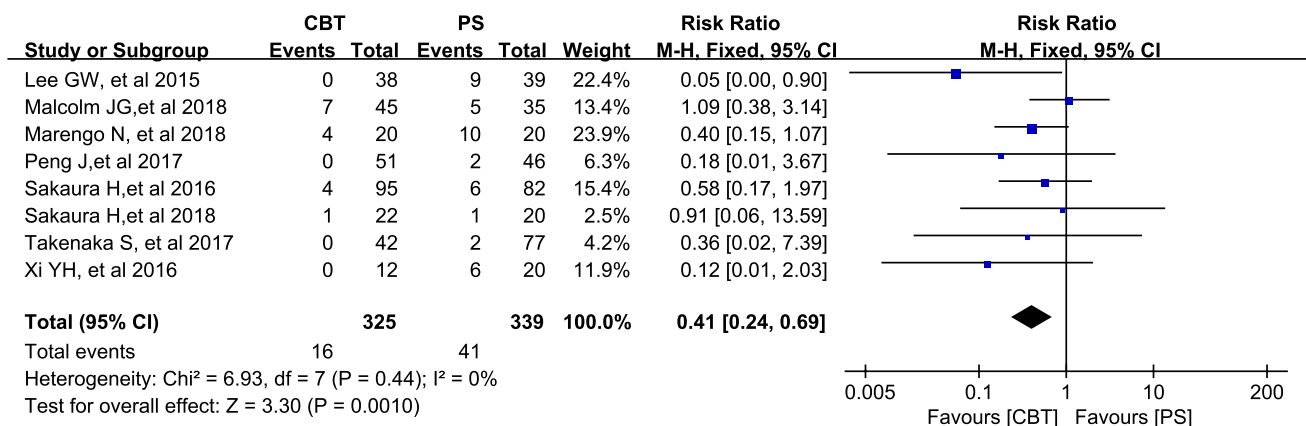 CBT PS Risk Ratio Risk Ratio
Study or Subgroup Events Total Events Total Weight M-H, Fixed, 95% CI M-H, Fixed, 95% CI
Lee GW, et al 2015 0 38 9 39 22.4% 0.05 [0.00, 0.90]
Malcolm JG,et al 2018 7 45 5 35 13.4% 1.09 [0.38, 3.14]
Marengo N, et al 2018 4 20 10 20 23.9% 0.40 [0.15, 1.07]
Peng J,et al 2017 0 51 2 46 6.3% 0.18 [0.01, 3.67]
Sakaura H,et al 2016 4 95 6 82 15.4% 0.58 [0.17, 1.97]
Sakaura H,et al 2018 1 22 1 20 2.5% 0.91 [0.06, 13.59]
Takenaka S, et al 2017 0 42 2 77 4.2% 0.36 [0.02, 7.39]
Xi YH, et al 2016 0 12 6 20 11.9% 0.12 [0.01, 2.03]
Total (95% CI) 325 339 100.0% 0.41 [0.24, 0.69]
Total events 16 41
Heterogeneity: Chi² = 6.93, df = 7 (P = 0.44); I² = 0%
Test for overall effect: Z = 3.30 (P = 0.0010)
0.005 0.1 1 10 200
Favours [CBT] Favours [PS]